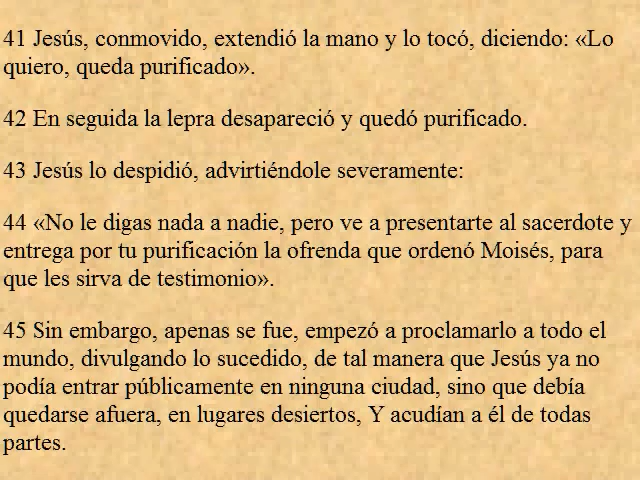 41 Jesús, conmovido, extendió la mano y lo tocó, diciendo: «Lo
quiero, queda purificado».
42 En seguida la lepra desapareció y quedó purificado.
43 Jesús lo despidió, advirtiéndole severamente:
44 «No le digas nada a nadie, pero ve a presentarte al sacerdote y
entrega por tu purificación la ofrenda que ordenó Moisés, para
que les sirva de testimonio».
45 Sin embargo, apenas se fue, empezó a proclamarlo a todo el
mundo, divulgando lo sucedido, de tal manera que Jesús ya no
podía entrar públicamente en ninguna ciudad, sino que debía
quedarse afuera, en lugares desiertos, Y acudían a él de todas
partes.